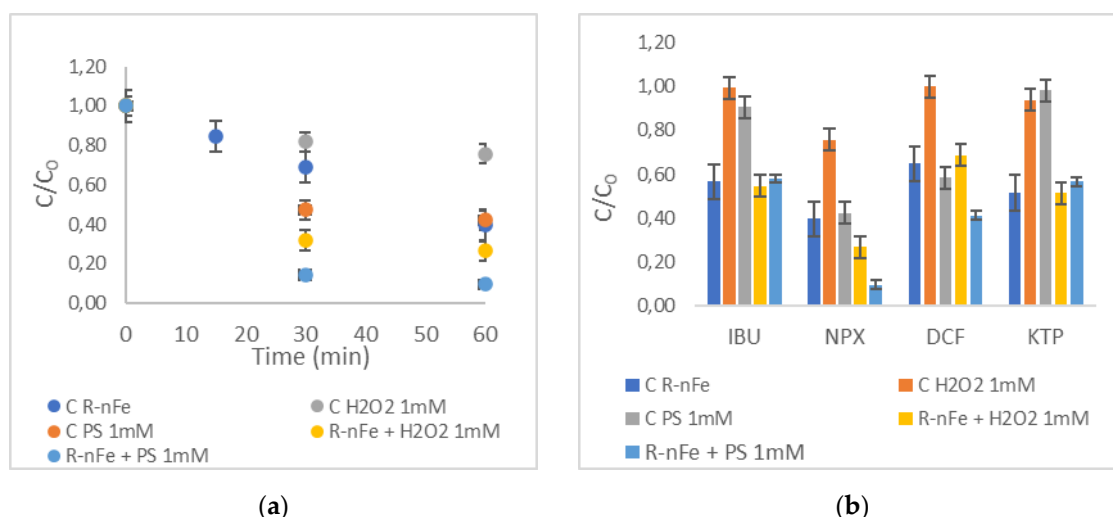 1,20
1,00
0,80
0,60
0,40
0,20
0,00
C/C0
0 10 20 30 40 50 60
Time (min)
C R-nFe C H2O2 1mM
C PS 1mM R-nFe + H2O2 1mM
R-nFe + PS 1mM
(a)
1,20
1,00
0,80
0,60
0,40
0,20
0,00
C/C0
IBU NPX DCF KTP
C R-nFe C H2O2 1mM
C PS 1mM R-nFe + H2O2 1mM
R-nFe + PS 1mM
(b)